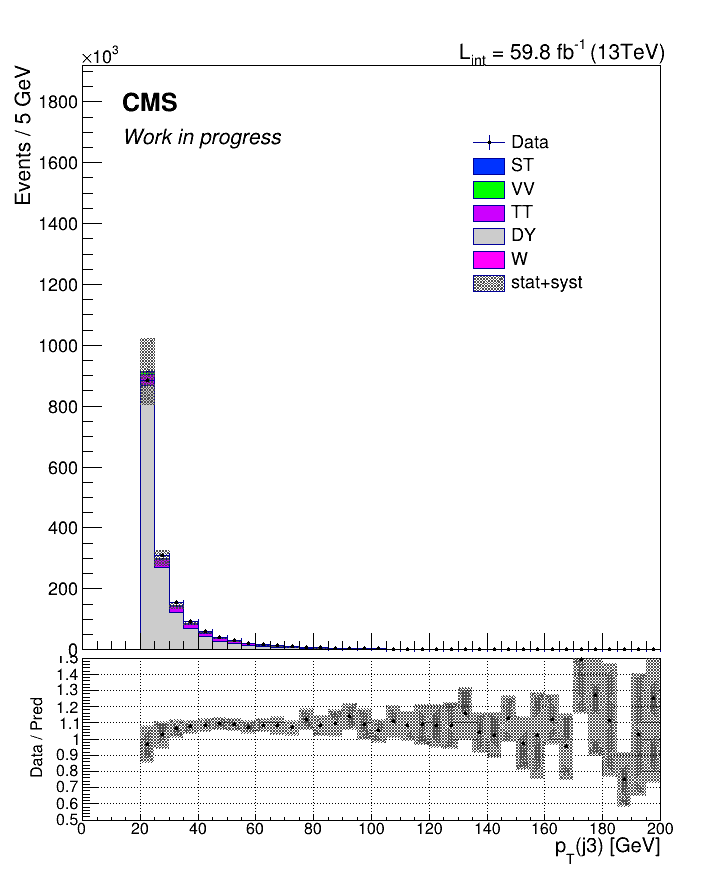 ×10³
L_int = 59.8 fb⁻¹ (13TeV)
Events / 5 GeV
CMS
Work in progress
Data
ST
VV
TT
DY
W
stat+syst
1800
1600
1400
1200
1000
800
600
400
200
0
Data / Pred
1.5
1.4
1.3
1.2
1.1
1
0.9
0.8
0.7
0.6
0.5
0 20 40 60 80 100 120 140 160 180 200
p_T(j3) [GeV]